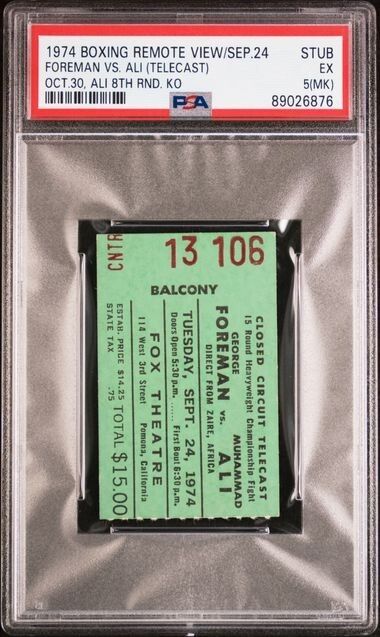 1974 BOXING REMOTE VIEW/SEP.24 STUB
FOREMAN VS. ALI (TELECAST) EX
OCT.30, ALI 8TH RND. KO 5(MK)
PSA 89026876
CNTR
13 106
BALCONY
CLOSED CIRCUIT TELECAST
15 Round Heavyweight Championship Fight
GEORGE MUHAMMAD
FOREMAN vs. ALI
DIRECT FROM ZAIRE, AFRICA
TUESDAY, SEPT. 24, 1974
Doors Open 5:30 p.m. ..... First Bout 6:30 p.m.
FOX THEATRE
114 West 3rd Street Pomona, California
ESTAB. PRICE $14.25
STATE TAX .75 TOTAL $15.00